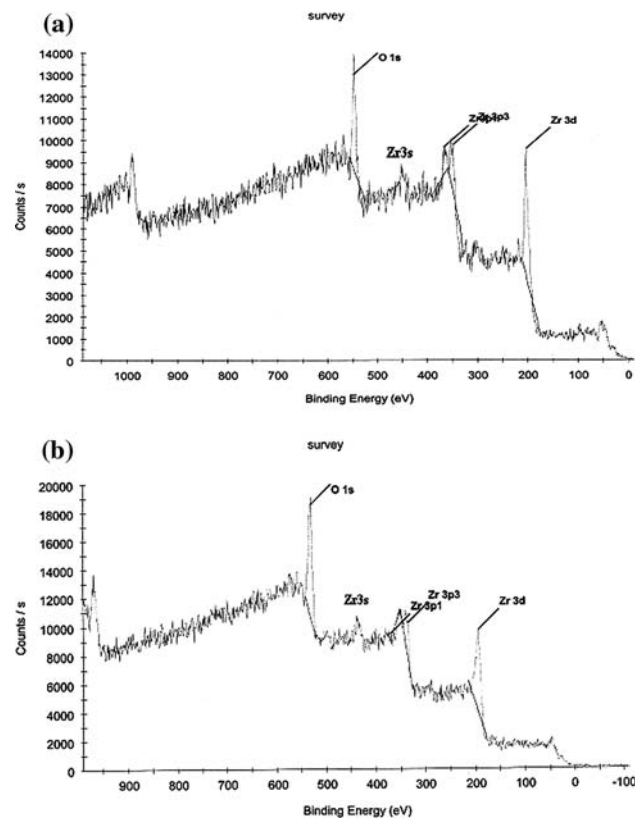 (a)
survey
O 1s
Zr3s
Zr 3p3
Zr 3d
14000
13000
12000
11000
10000
9000
8000
7000
6000
5000
4000
3000
2000
1000
0
Counts / s
1000 900 800 700 600 500 400 300 200 100 0
Binding Energy (eV)
(b)
survey
O 1s
Zr3s
Zr 3p3
Zr 3p1
Zr 3d
20000
18000
16000
14000
12000
10000
8000
6000
4000
2000
0
Counts / s
900 800 700 600 500 400 300 200 100 0 -100
Binding Energy (eV)